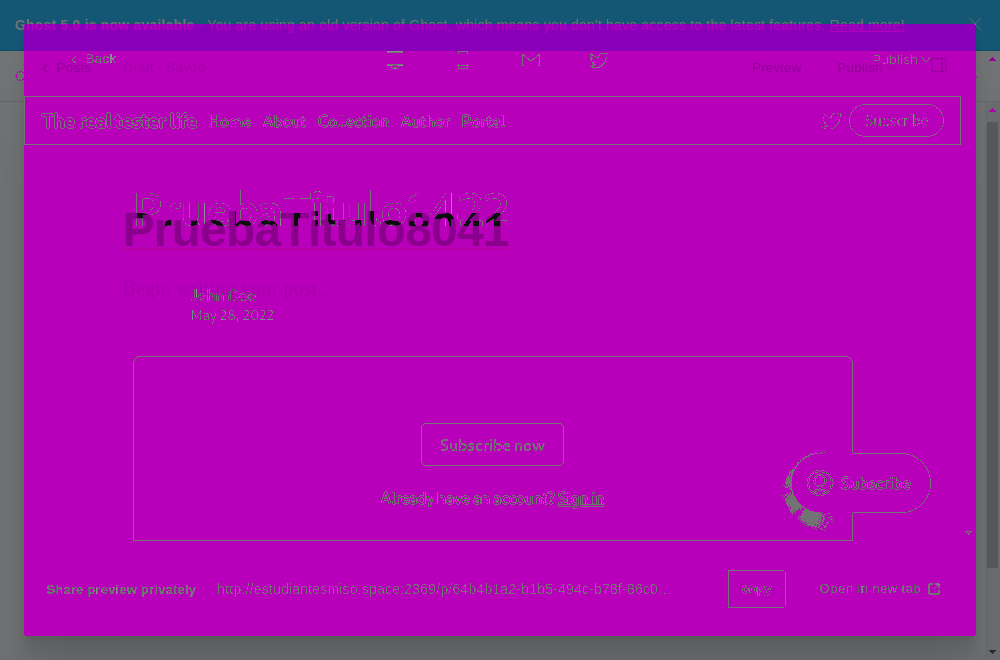 Ghost 5.0 is now available - You are using an old version of Ghost, which means you don't have access to the latest features. Read more!
Back Publish
Posts Draft - Saved Preview Publish
The real tester life Home About Collection Author Portal Subscribe
PruebaTitulo8041
Begin your post...
John Doe
May 28, 2022
Subscribe now
Subscribe
Already have an account? Sign in
Share preview privately http://estudiantesmiso.space:2369/p/64b4b1a2-b1b5-494c-b78f-86c0... copy Open in new tab